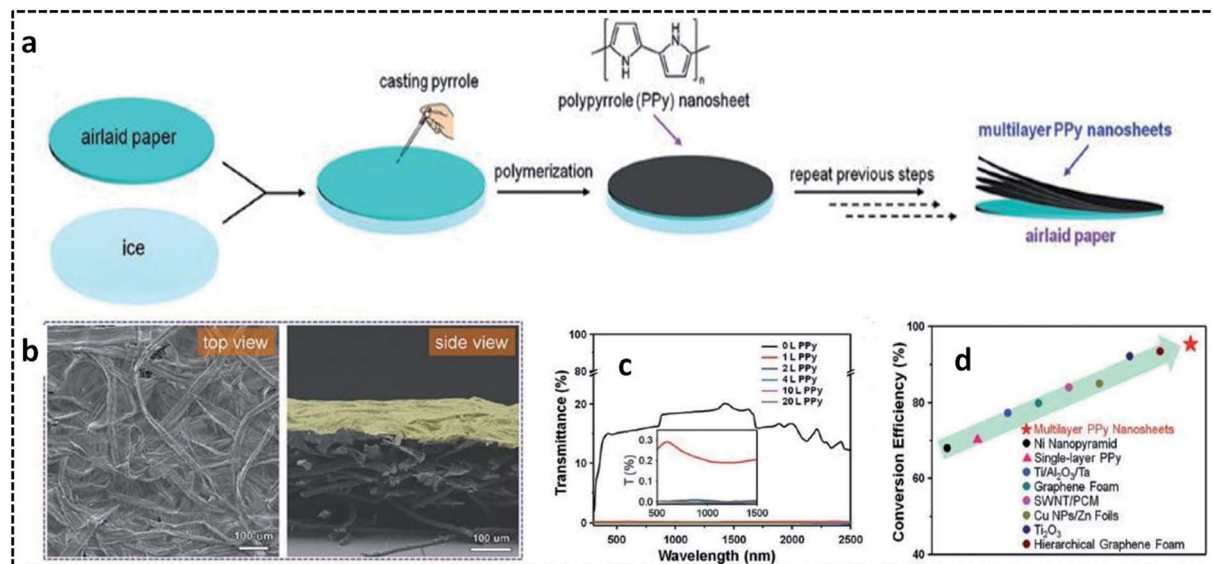 a
airlaid paper
ice
casting pyrrole
polymerization
H
N
N
H
n
polypyrrole (PPy) nanosheet
repeat previous steps
multilayer PPy nanosheets
airlaid paper
b
top view
100 um
side view
100 um
c
Transmittance (%)
100
80
20
10
0
0 L PPy
1 L PPy
2 L PPy
4 L PPy
10 L PPy
20 L PPy
T (%)
0.3
0.2
0.1
0.0
500 1000 1500
500 1000 1500 2000 2500
Wavelength (nm)
d
Conversion Efficiency (%)
100
80
60
40
Multilayer PPy Nanosheets
Ni Nanopyramid
Single-layer PPy
Ti/Al₂O₃/Ta
Graphene Foam
SWNT/PCM
Cu NPs/Zn Foils
Ti₂O₃
Hierarchical Graphene Foam